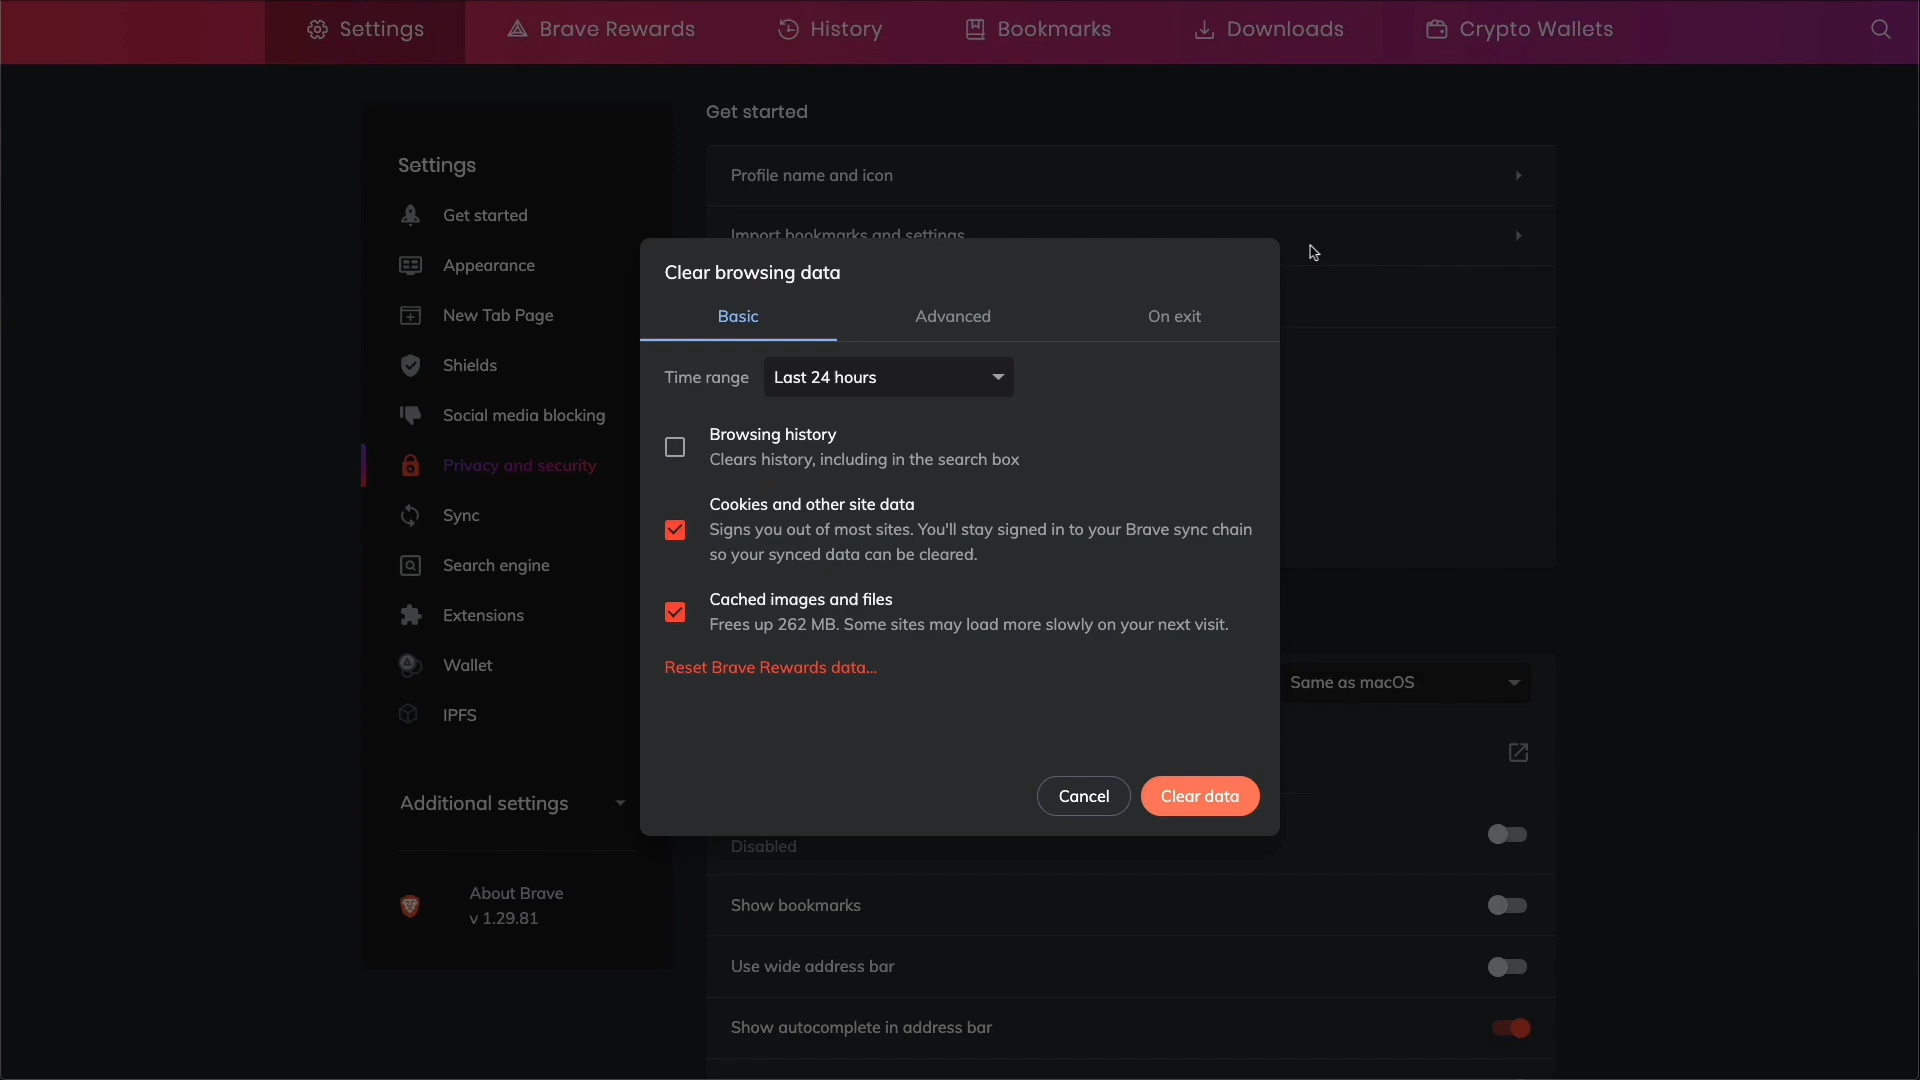 Settings
Brave Rewards
History
Bookmarks
Downloads
Crypto Wallets
Get started
Settings
Get started
Appearance
New Tab Page
Shields
Social media blocking
Privacy and security
Sync
Search engine
Extensions
Wallet
IPFS
Additional settings
About Brave
v 1.29.81
Profile name and icon
Import bookmarks and settings
Clear browsing data
Basic
Advanced
On exit
Time range
Last 24 hours
Browsing history
Clears history, including in the search box
Cookies and other site data
Signs you out of most sites. You'll stay signed in to your Brave sync chain
so your synced data can be cleared.
Cached images and files
Frees up 262 MB. Some sites may load more slowly on your next visit.
Reset Brave Rewards data...
Cancel
Clear data
Same as macOS
Disabled
Show bookmarks
Use wide address bar
Show autocomplete in address bar